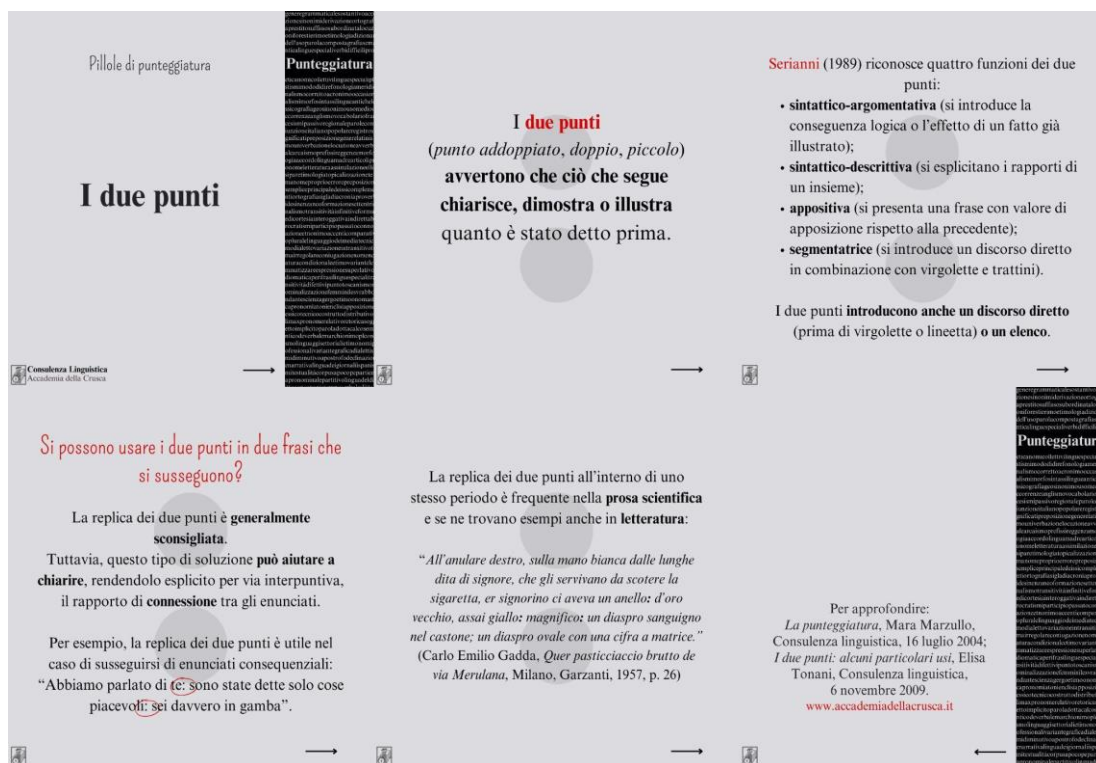 Pillole di punteggiatura
I due punti
Punteggiatura
Consulenza Linguistica
Accademia della Crusca
I due punti
(punto addoppiato, doppio, piccolo)
avvertono che ciò che segue
chiarisce, dimostra o illustra
quanto è stato detto prima.
Serianni (1989) riconosce quattro funzioni dei due
punti:
• sintattico-argomentativa (si introduce la
conseguenza logica o l'effetto di un fatto già
illustrato);
• sintattico-descrittiva (si esplicitano i rapporti di
un insieme);
• appositiva (si presenta una frase con valore di
apposizione rispetto alla precedente);
• segmentatrice (si introduce un discorso diretto
in combinazione con virgolette e trattini).
I due punti introducono anche un discorso diretto
(prima di virgolette o lineetta) o un elenco.
Si possono usare i due punti in due frasi che
si susseguono?
La replica dei due punti è generalmente
sconsigliata.
Tuttavia, questo tipo di soluzione può aiutare a
chiarire, rendendolo esplicito per via interpuntiva,
il rapporto di connessione tra gli enunciati.
Per esempio, la replica dei due punti è utile nel
caso di susseguirsi di enunciati consequenziali:
“Abbiamo parlato di te: sono state dette solo cose
piacevoli: sei davvero in gamba”.
La replica dei due punti all'interno di uno
stesso periodo è frequente nella prosa scientifica
e se ne trovano esempi anche in letteratura:
“All'anulare destro, sulla mano bianca dalle lunghe
dita di signore, che gli servivano da scotere la
sigaretta, er signorino ci aveva un anello: d'oro
vecchio, assai giallo: magnifico: un diaspro sanguigno
nel castone; un diaspro ovale con una cifra a matrice.”
(Carlo Emilio Gadda, Quer pasticciaccio brutto de
via Merulana, Milano, Garzanti, 1957, p. 26)
Per approfondire:
La punteggiatura, Mara Marzullo,
Consulenza linguistica, 16 luglio 2004;
I due punti: alcuni particolari usi, Elisa
Tonani, Consulenza linguistica,
6 novembre 2009.
www.accademiadellacrusca.it
Punteggiatur